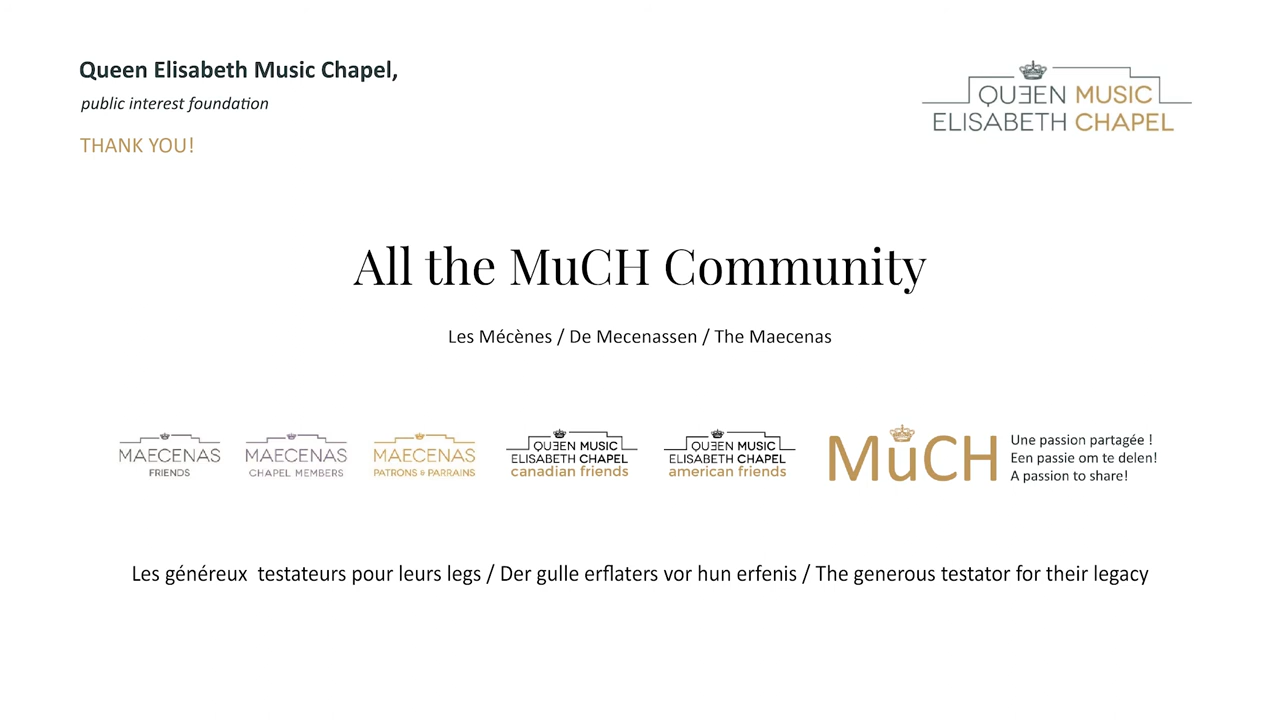 Queen Elisabeth Music Chapel,
public interest foundation
THANK YOU!
QUƎEN MUSIC
ELISABETH CHAPEL
All the MuCH Community
Les Mécènes / De Mecenassen / The Maecenas
MAECENAS
FRIENDS
MAECENAS
CHAPEL MEMBERS
MAECENAS
PATRONS & PARRAINS
QUƎEN MUSIC
ELISABETH CHAPEL
canadian friends
QUƎEN MUSIC
ELISABETH CHAPEL
american friends
MuCH
Une passion partagée !
Een passie om te delen!
A passion to share!
Les généreux  testateurs pour leurs legs / Der gulle erflaters vor hun erfenis / The generous testator for their legacy